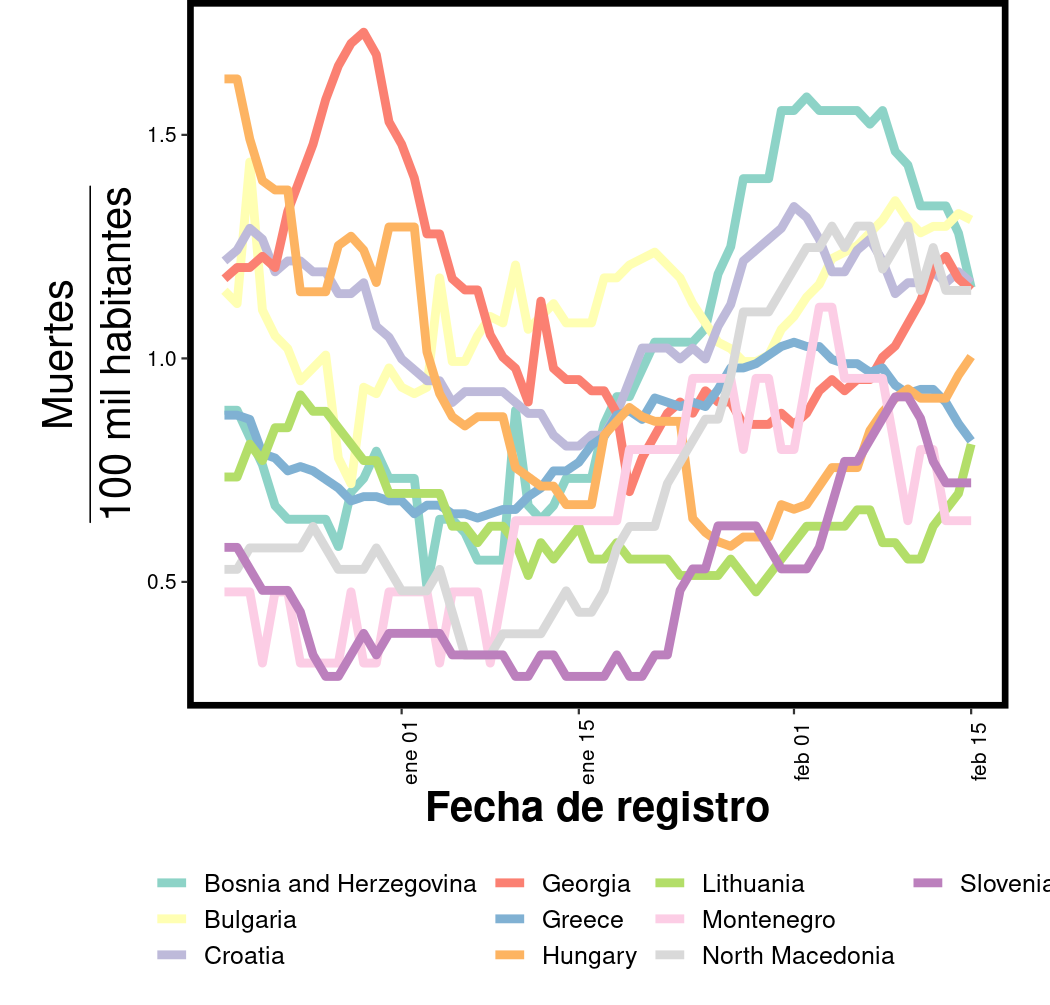 Muertes
100 mil habitantes
1.5
1.0
0.5
ene 01
ene 15
feb 01
feb 15
Fecha de registro
Bosnia and Herzegovina
Georgia
Lithuania
Slovenia
Bulgaria
Greece
Montenegro
Croatia
Hungary
North Macedonia